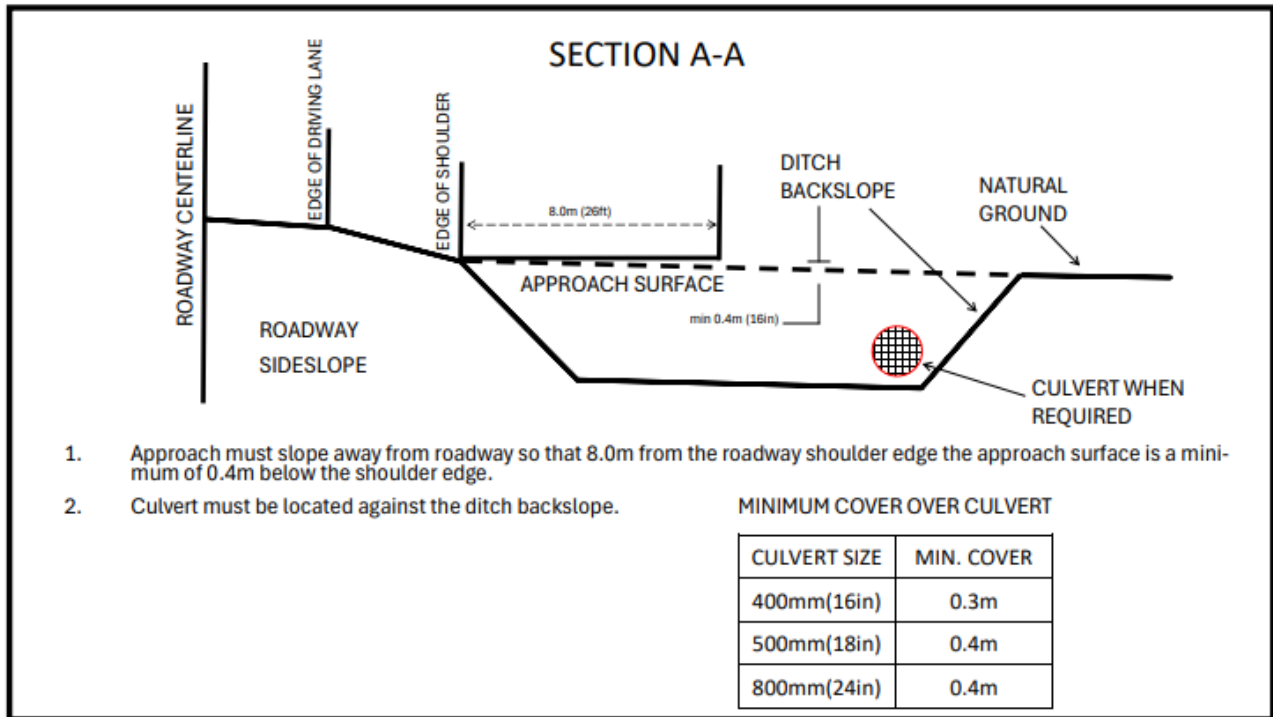 SECTION A-A
ROADWAY CENTERLINE
EDGE OF DRIVING LANE
EDGE OF SHOULDER
8.0m (26ft)
DITCH
BACKSLOPE
NATURAL
GROUND
APPROACH SURFACE
min 0.4m (16in)
ROADWAY
SIDESLOPE
CULVERT WHEN
REQUIRED
1. Approach must slope away from roadway so that 8.0m from the roadway shoulder edge the approach surface is a mini-
mum of 0.4m below the shoulder edge.
2. Culvert must be located against the ditch backslope.
MINIMUM COVER OVER CULVERT
CULVERT SIZE MIN. COVER
400mm(16in) 0.3m
500mm(18in) 0.4m
800mm(24in) 0.4m